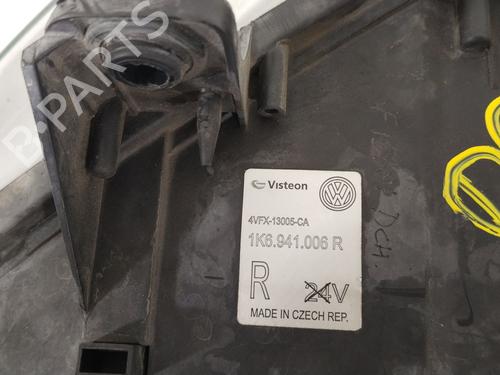 B-PARTS
Visteon
4VFX-13005-CA
1K6.941.006 R
R 24V
MADE IN CZECH REP.